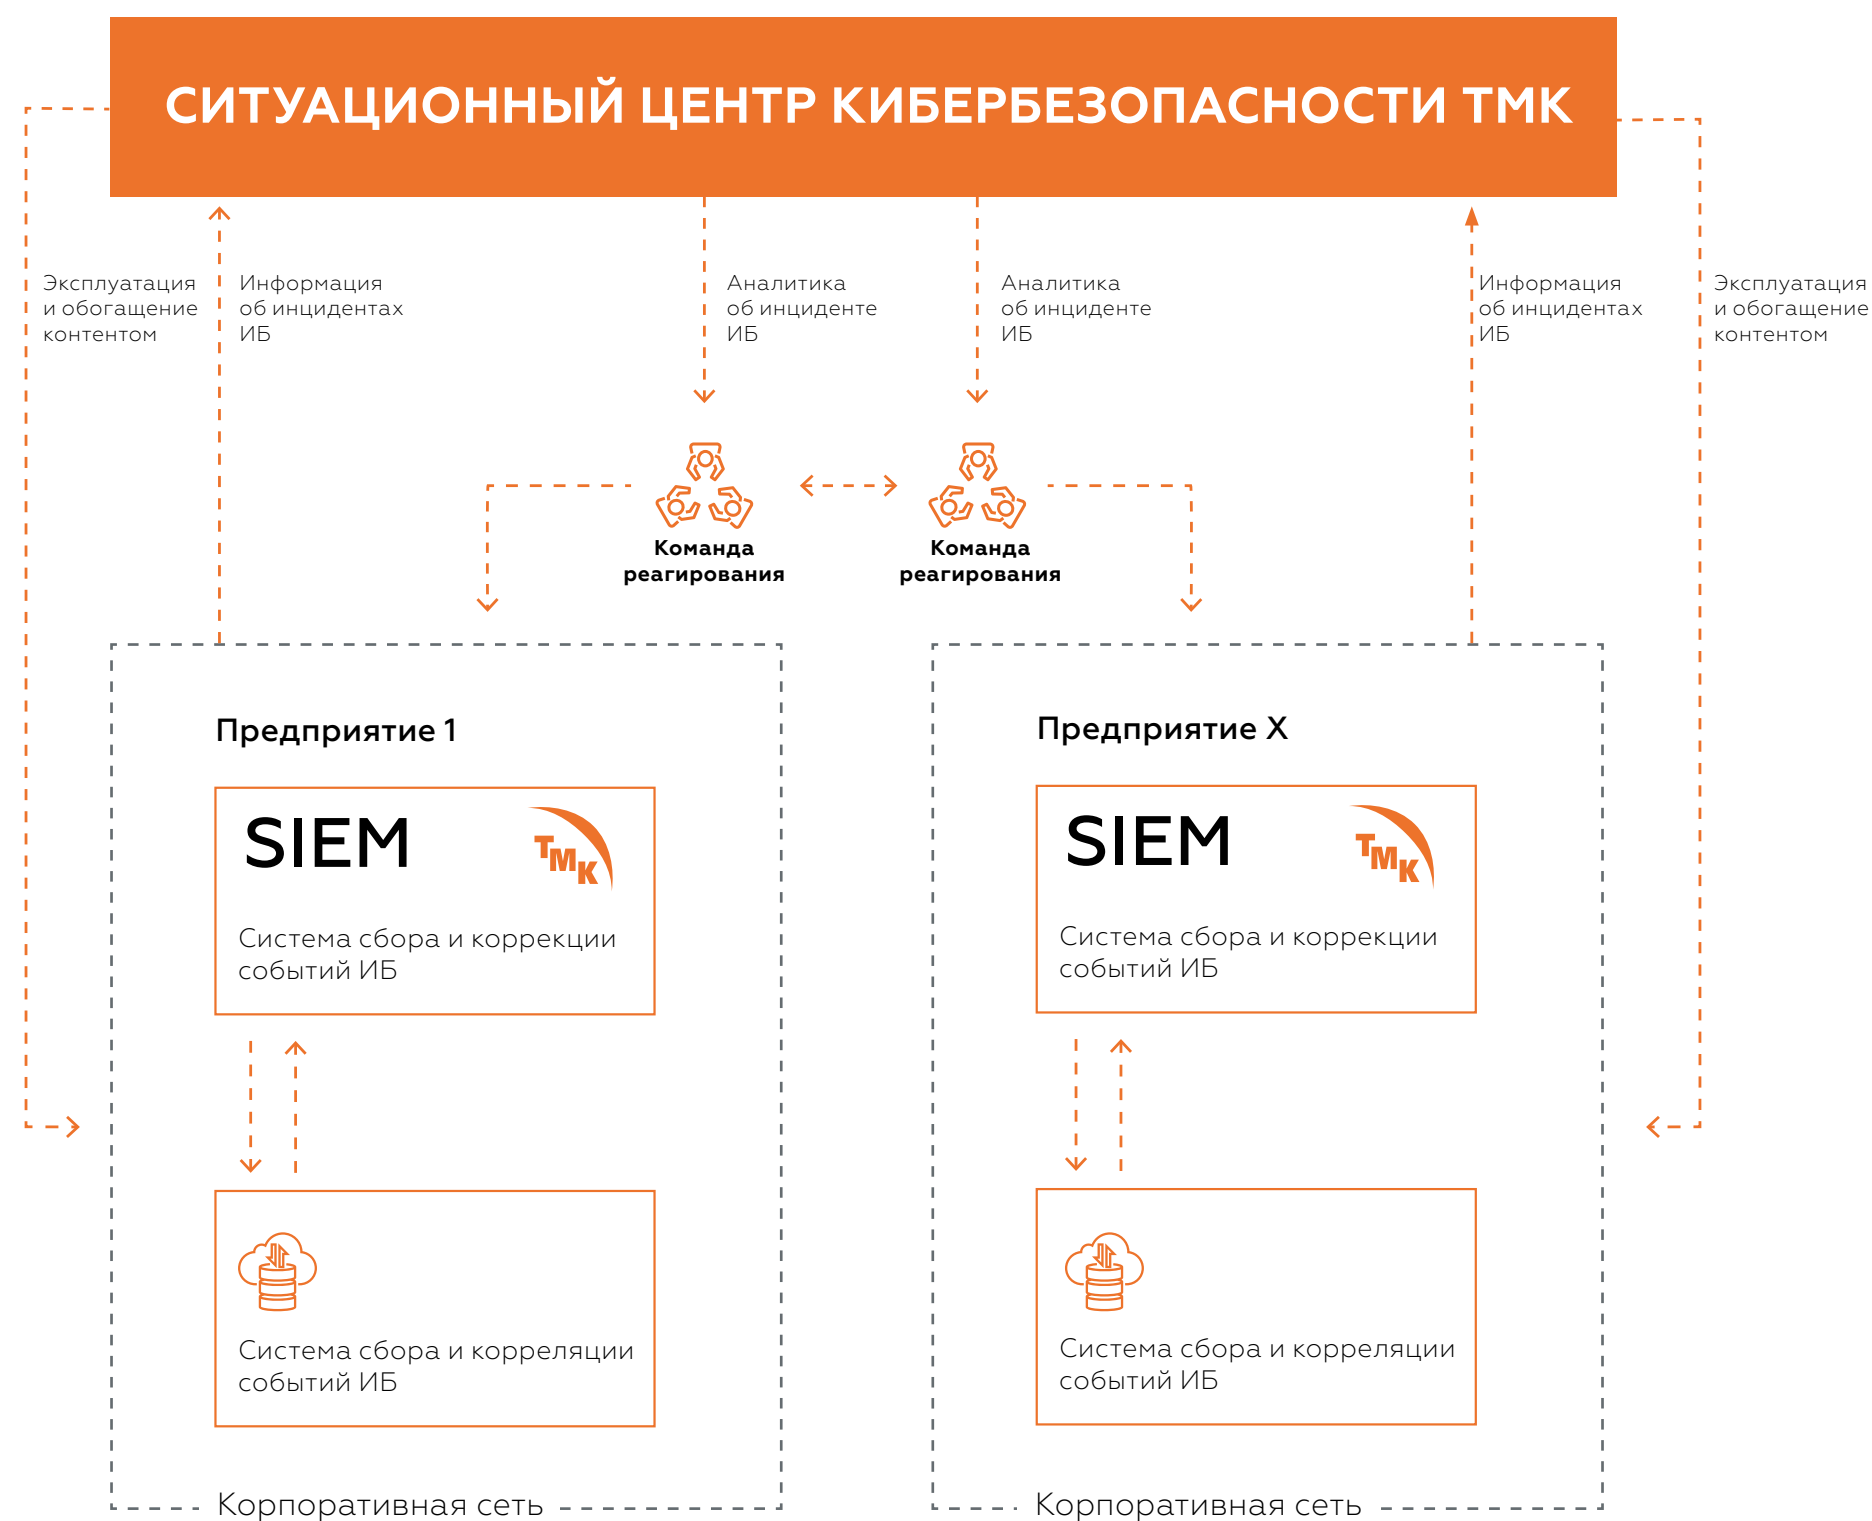 СИТУАЦИОННЫЙ ЦЕНТР КИБЕРБЕЗОПАСНОСТИ ТМК
Эксплуатация
и обогащение
контентом
Информация
об инцидентах
ИБ
Аналитика
об инциденте
ИБ
Аналитика
об инциденте
ИБ
Информация
об инцидентах
ИБ
Эксплуатация
и обогащение
контентом
Команда
реагирования
Команда
реагирования
Предприятие 1
SIEM
ТМК
Система сбора и коррекции
событий ИБ
Система сбора и корреляции
событий ИБ
Корпоративная сеть
Предприятие X
SIEM
ТМК
Система сбора и коррекции
событий ИБ
Система сбора и корреляции
событий ИБ
Корпоративная сеть